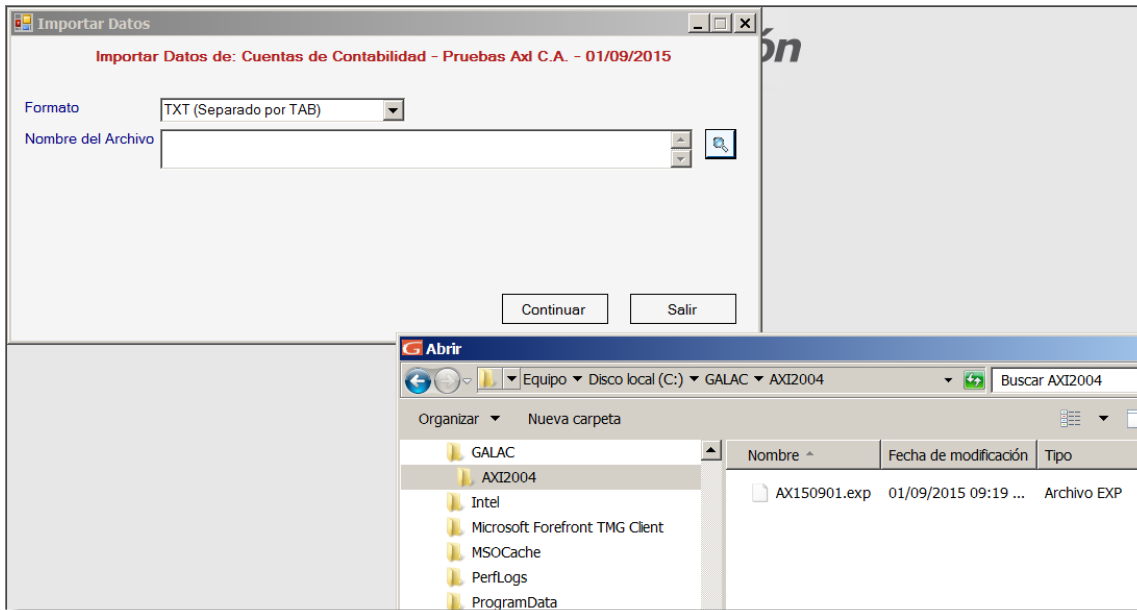 Importar Datos
ón
Importar Datos de: Cuentas de Contabilidad - Pruebas AxI C.A. - 01/09/2015
Formato
TXT (Separado por TAB)
Nombre del Archivo
Continuar
Salir
Abrir
Equipo Disco local (C:) GALAC AXI2004
Buscar AXI2004
Organizar
Nueva carpeta
GALAC
AXI2004
Intel
Microsoft Forefront TMG Client
MSOCache
PerfLogs
ProgramData
Nombre
Fecha de modificación
Tipo
AX150901.exp
01/09/2015 09:19 ...
Archivo EXP